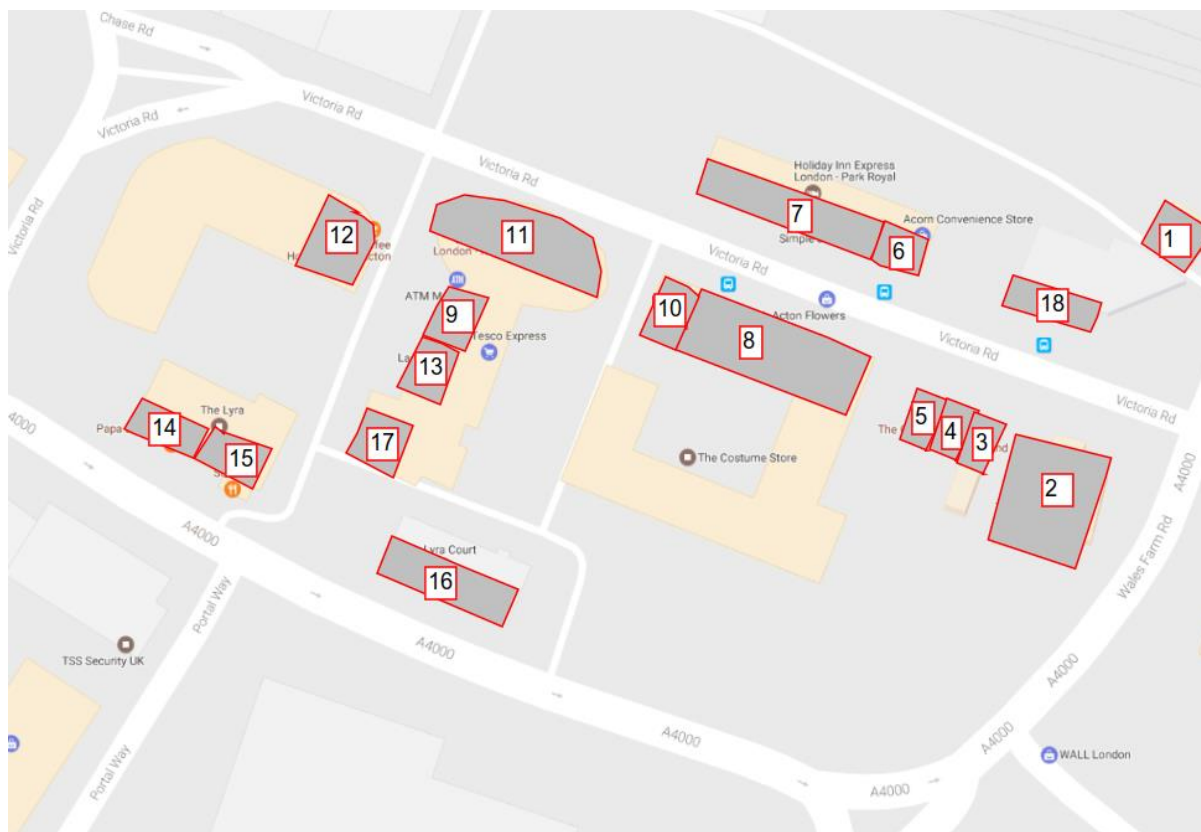 Chase Rd
Victoria Rd
Victoria Rd
Victoria Rd
Victoria Rd
Holiday Inn Express
London - Park Royal
7
1
12
11
Acorn Convenience Store
6
London
Victoria Rd
ATM
9
10
Acton Flowers
18
Tesco Express
8
Victoria Rd
13
Victoria Rd
The Lyra
14
Papa
17
5
4
3
15
The Costume Store
2
A4000
A4000
A4000
Lyra Court
16
Wales Farm Rd
Portal Way
A4000
TSS Security UK
A4000
A4000
Portal Way
A4000
WALL London
A4000